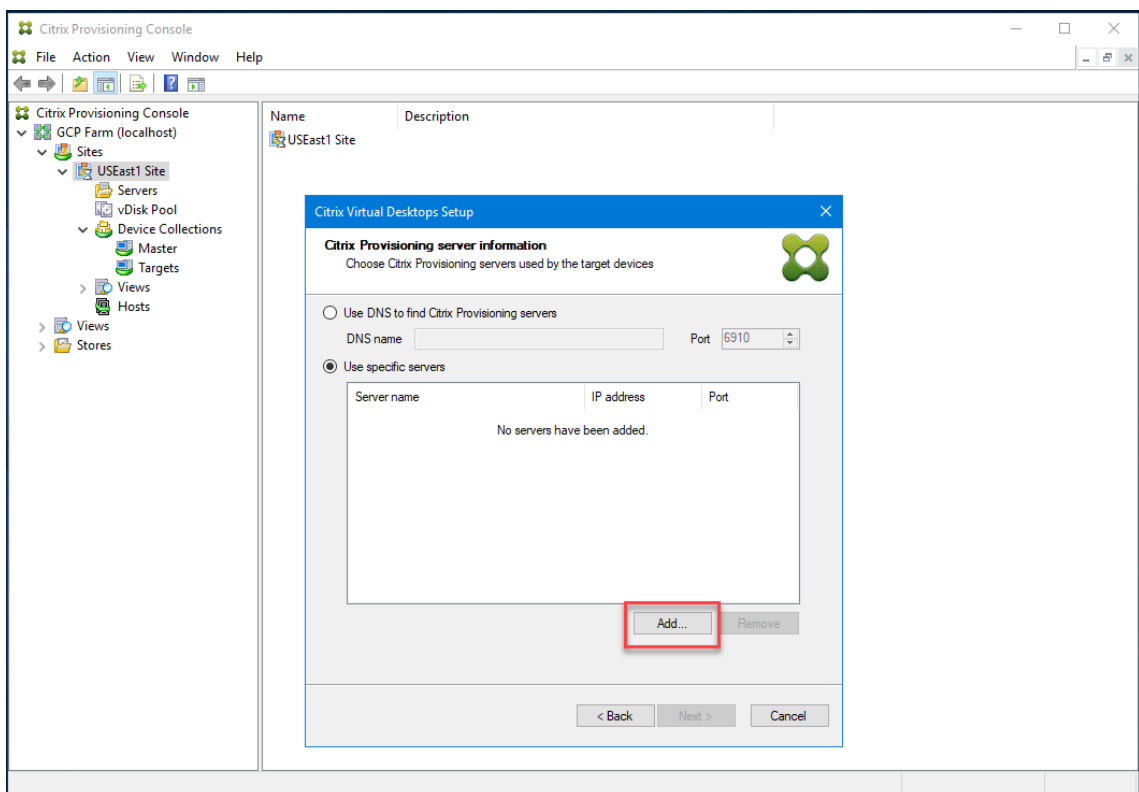 Citrix Provisioning Console
File Action View Window Help
Citrix Provisioning Console
GCP Farm (localhost)
Sites
USEast1 Site
Servers
vDisk Pool
Device Collections
Master
Targets
Views
Hosts
Views
Stores
Name Description
USEast1 Site
Citrix Virtual Desktops Setup
Citrix Provisioning server information
Choose Citrix Provisioning servers used by the target devices
Use DNS to find Citrix Provisioning servers
DNS name Port 6910
Use specific servers
Server name IP address Port
No servers have been added.
Add... Remove
< Back Next > Cancel